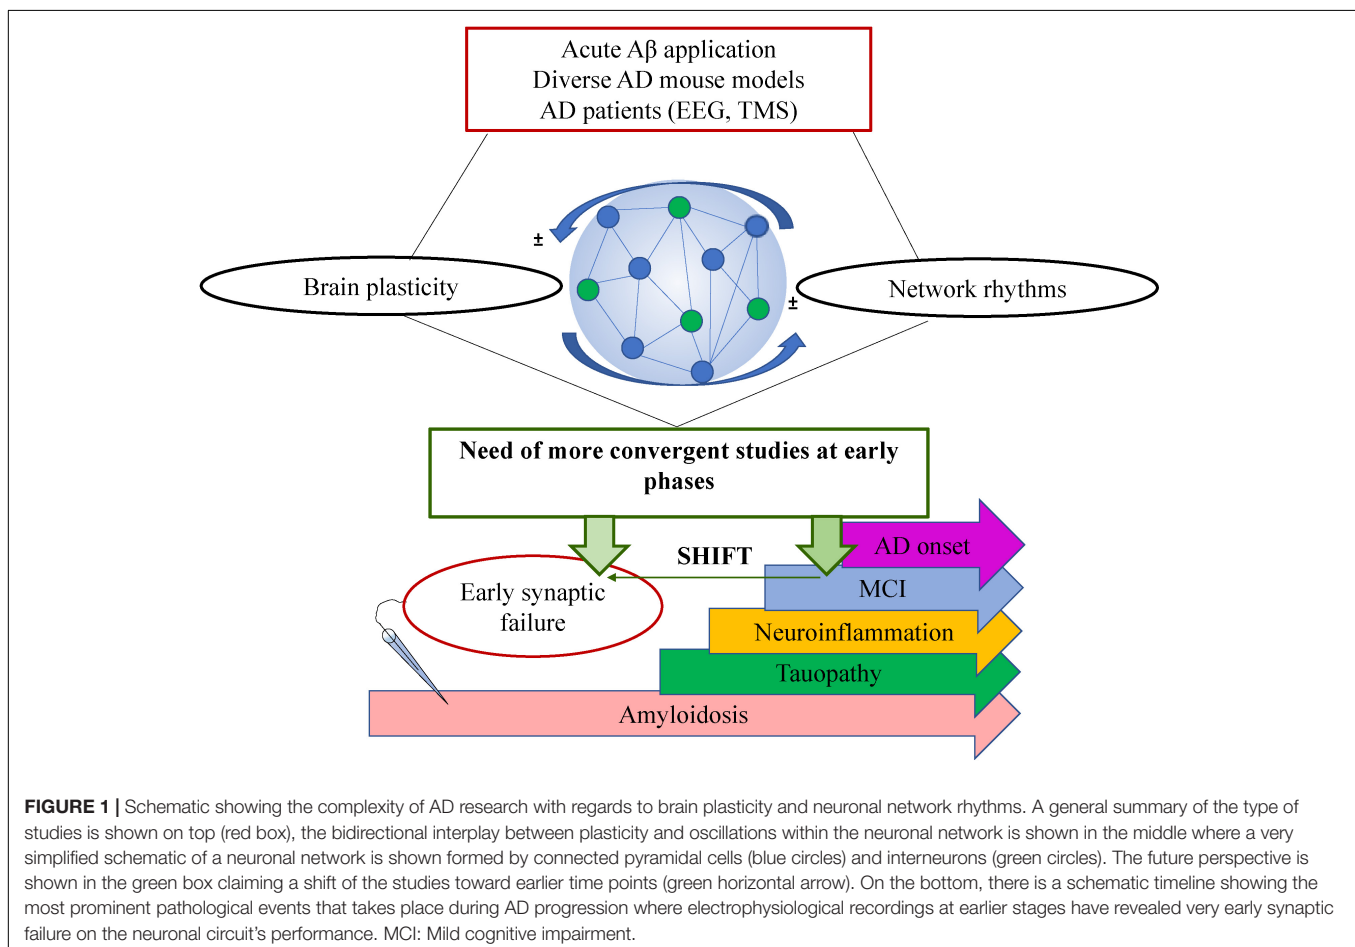 Acute Aβ application
Diverse AD mouse models
AD patients (EEG, TMS)
±
Brain plasticity
Network rhythms
±
Need of more convergent studies at early
phases
AD onset
SHIFT
MCI
Early synaptic
failure
Neuroinflammation
Tauopathy
Amyloidosis
FIGURE 1 | Schematic showing the complexity of AD research with regards to brain plasticity and neuronal network rhythms. A general summary of the type of
studies is shown on top (red box), the bidirectional interplay between plasticity and oscillations within the neuronal network is shown in the middle where a very
simplified schematic of a neuronal network is shown formed by connected pyramidal cells (blue circles) and interneurons (green circles). The future perspective is
shown in the green box claiming a shift of the studies toward earlier time points (green horizontal arrow). On the bottom, there is a schematic timeline showing the
most prominent pathological events that takes place during AD progression where electrophysiological recordings at earlier stages have revealed very early synaptic
failure on the neuronal circuit's performance. MCI: Mild cognitive impairment.